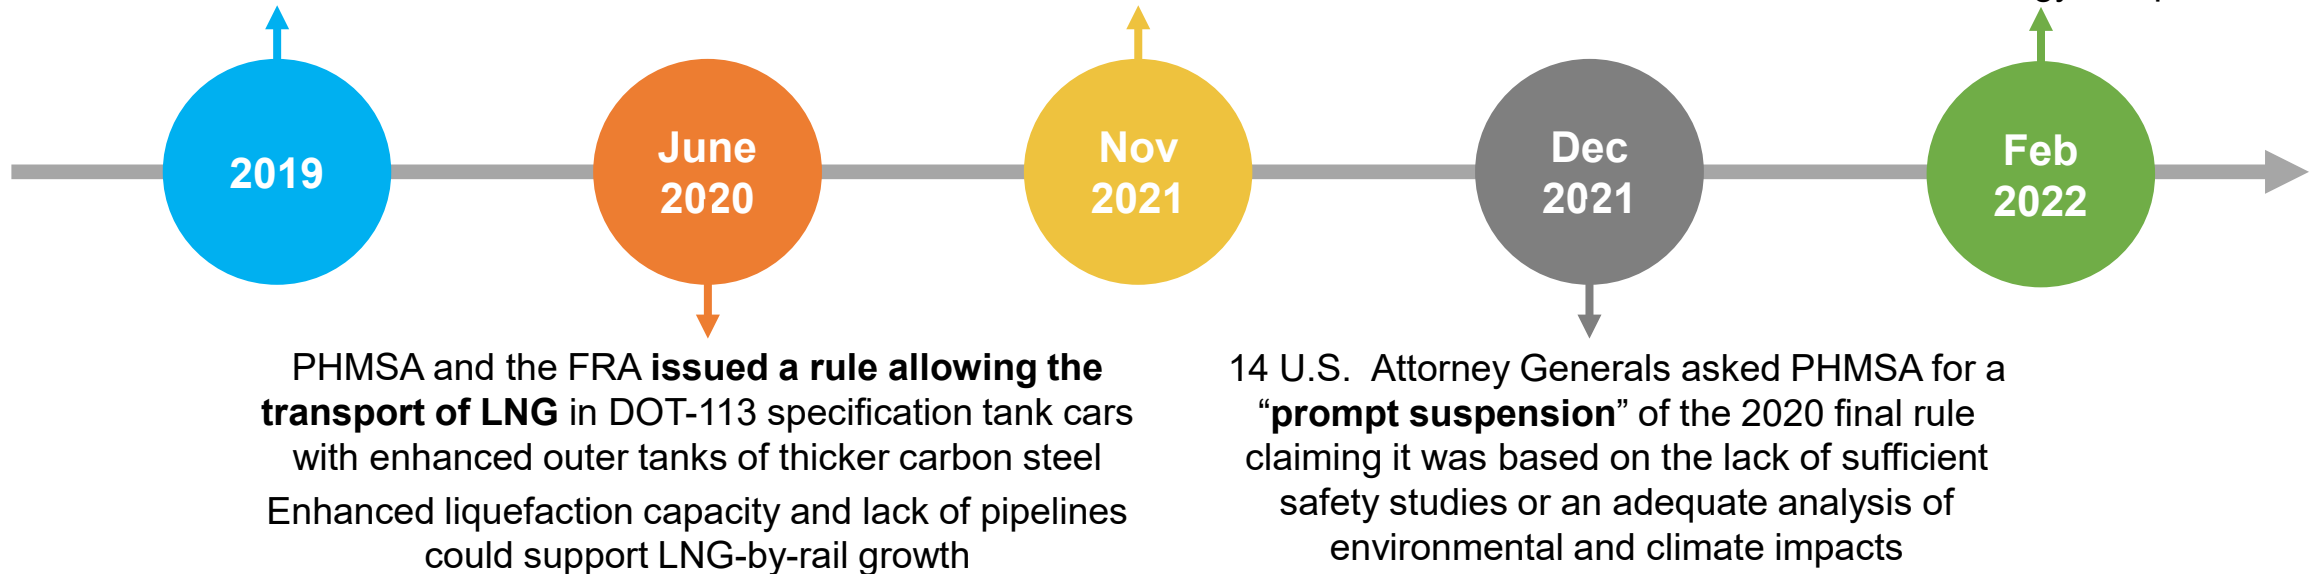 2019
June
2020
Nov
2021
Dec
2021
Feb
2022
PHMSA and the FRA issued a rule allowing the
transport of LNG in DOT-113 specification tank cars
with enhanced outer tanks of thicker carbon steel
Enhanced liquefaction capacity and lack of pipelines
could support LNG-by-rail growth
14 U.S.  Attorney Generals asked PHMSA for a
“prompt suspension” of the 2020 final rule
claiming it was based on the lack of sufficient
safety studies or an adequate analysis of
environmental and climate impacts